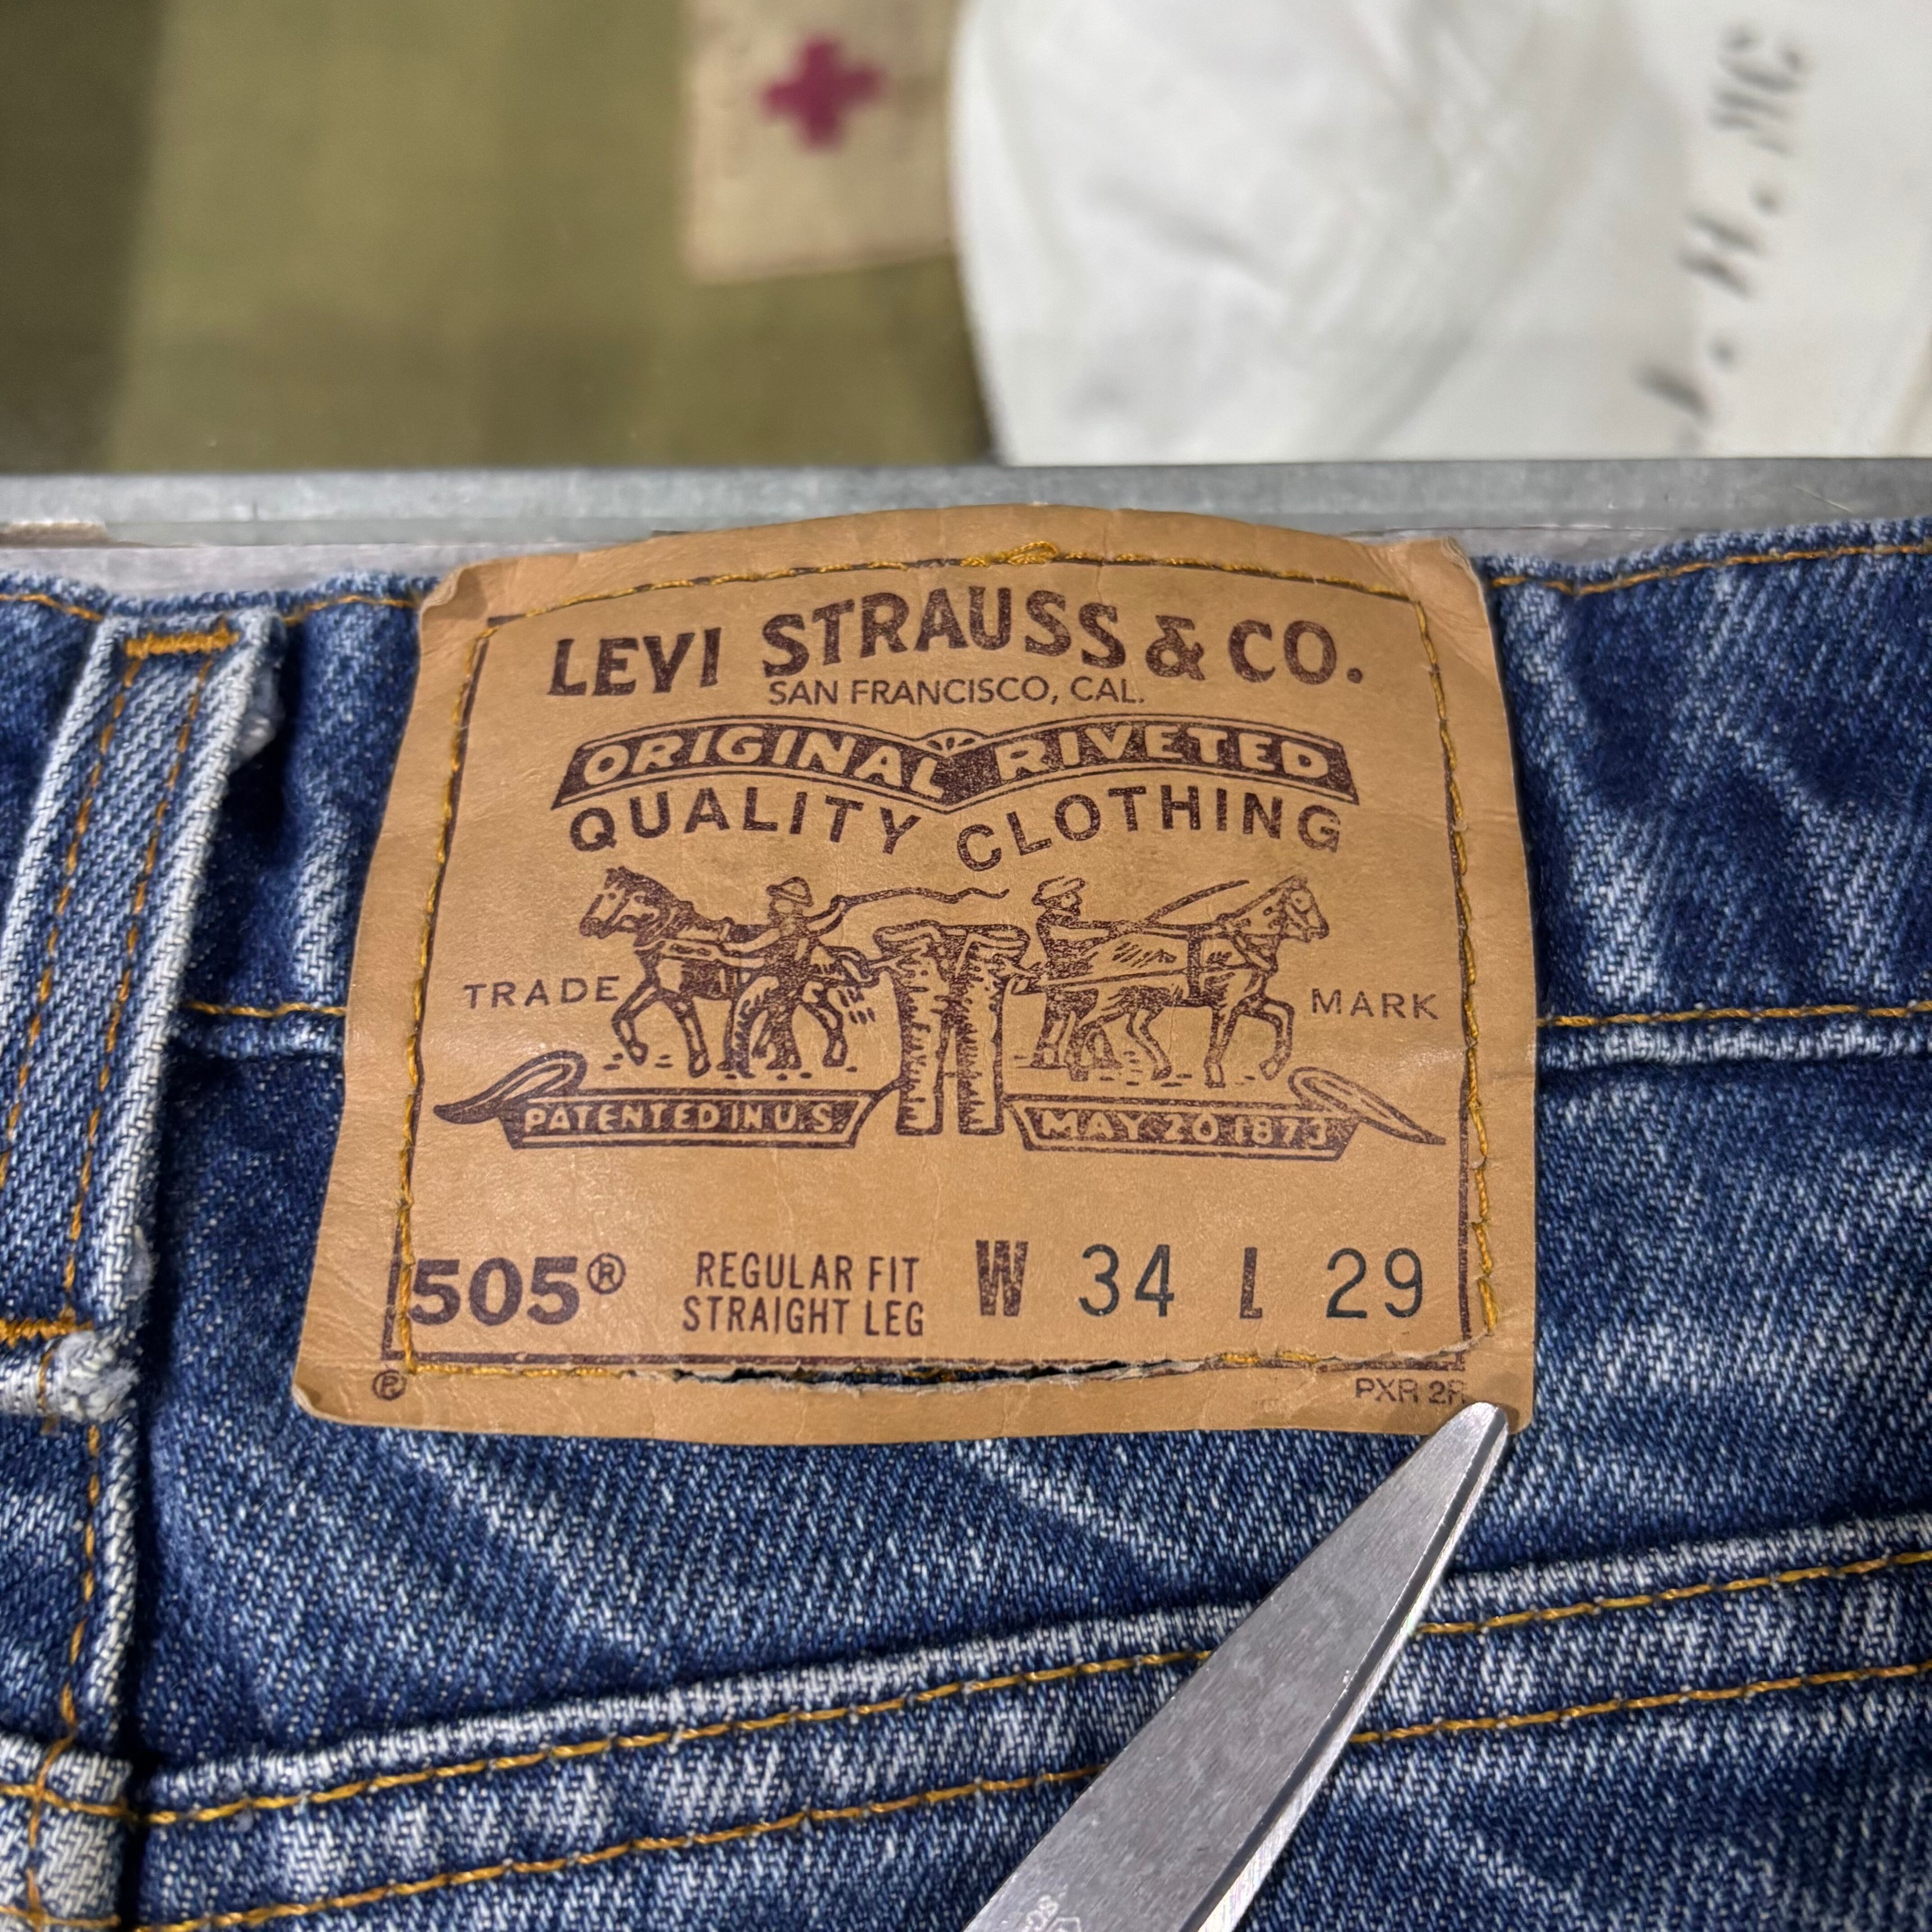 LEVI STRAUSS & CO.
SAN FRANCISCO, CAL.
ORIGINAL RIVETED
QUALITY CLOTHING
TRADE MARK
PATENTED IN U.S. MAY 20 1873
505® REGULAR FIT STRAIGHT LEG W 34 L 29
® PXR